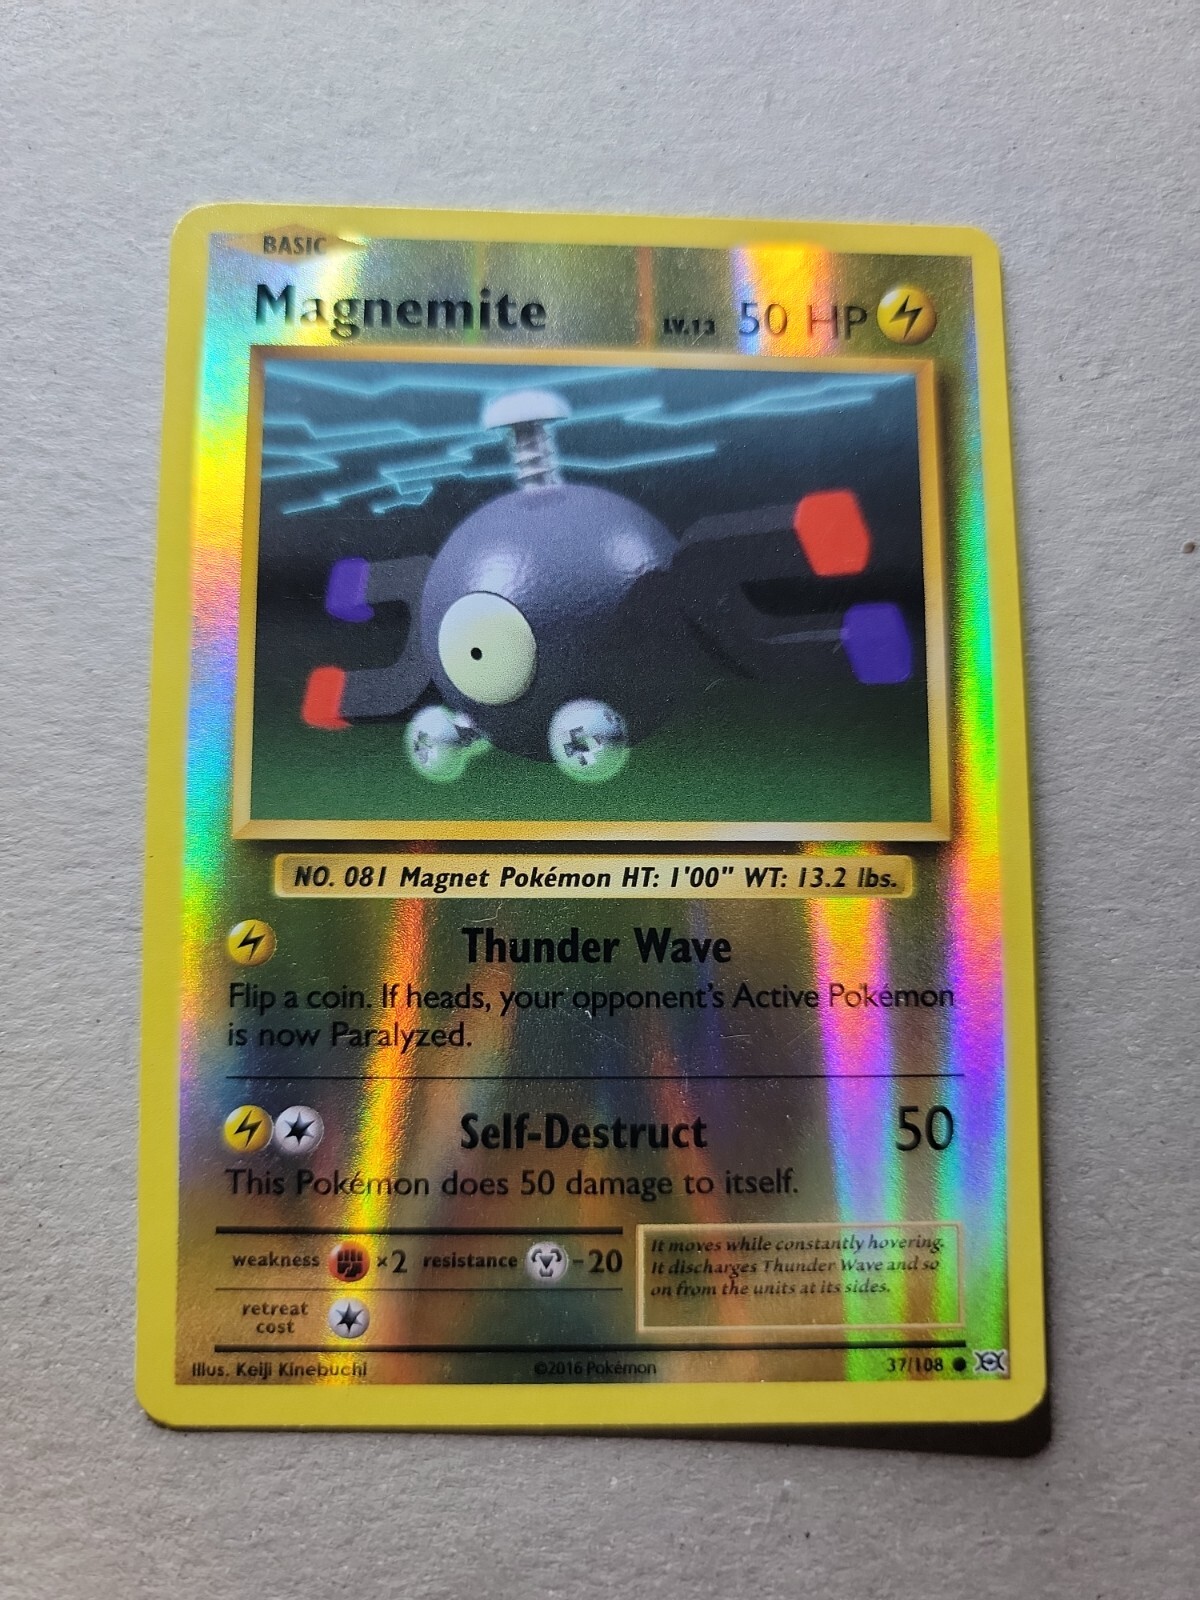 BASIC
Magnemite LV.13 50 HP
NO. 081 Magnet Pokémon HT: 1'00" WT: 13.2 lbs.
Thunder Wave
Flip a coin. If heads, your opponent's Active Pokémon
is now Paralyzed.
Self-Destruct 50
This Pokémon does 50 damage to itself.
weakness ×2 resistance -20
retreat
cost
It moves while constantly hovering.
It discharges Thunder Wave and so
on from the units at its sides.
Illus. Keiji Kinebuchi ©2016 Pokémon 37/108